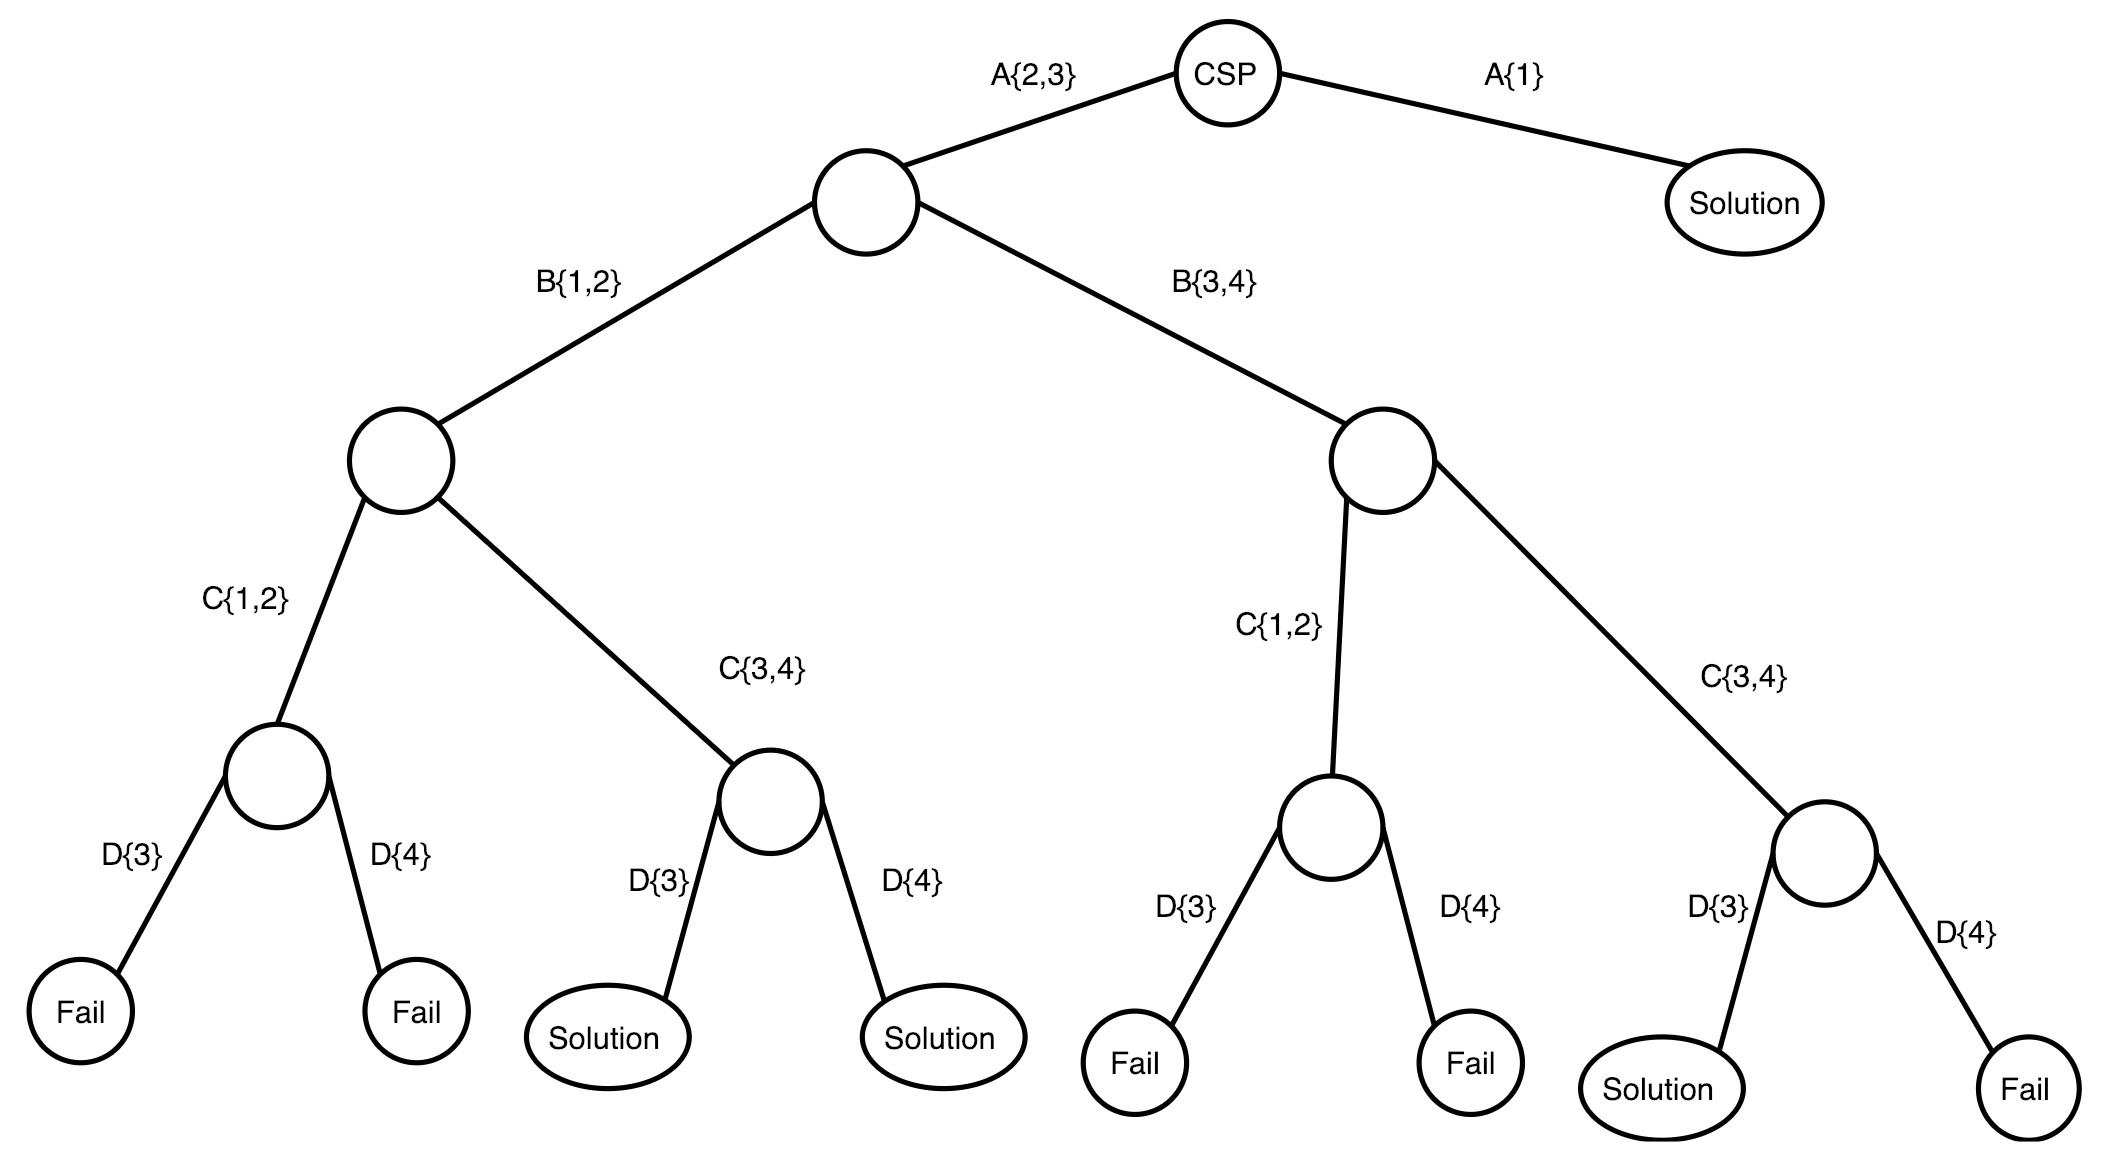 A{2,3}
CSP
A{1}
Solution
B{1,2}
B{3,4}
C{1,2}
C{3,4}
C{1,2}
C{3,4}
D{3}
D{4}
D{3}
D{4}
D{3}
D{4}
D{3}
D{4}
Fail
Fail
Solution
Solution
Fail
Fail
Solution
Fail